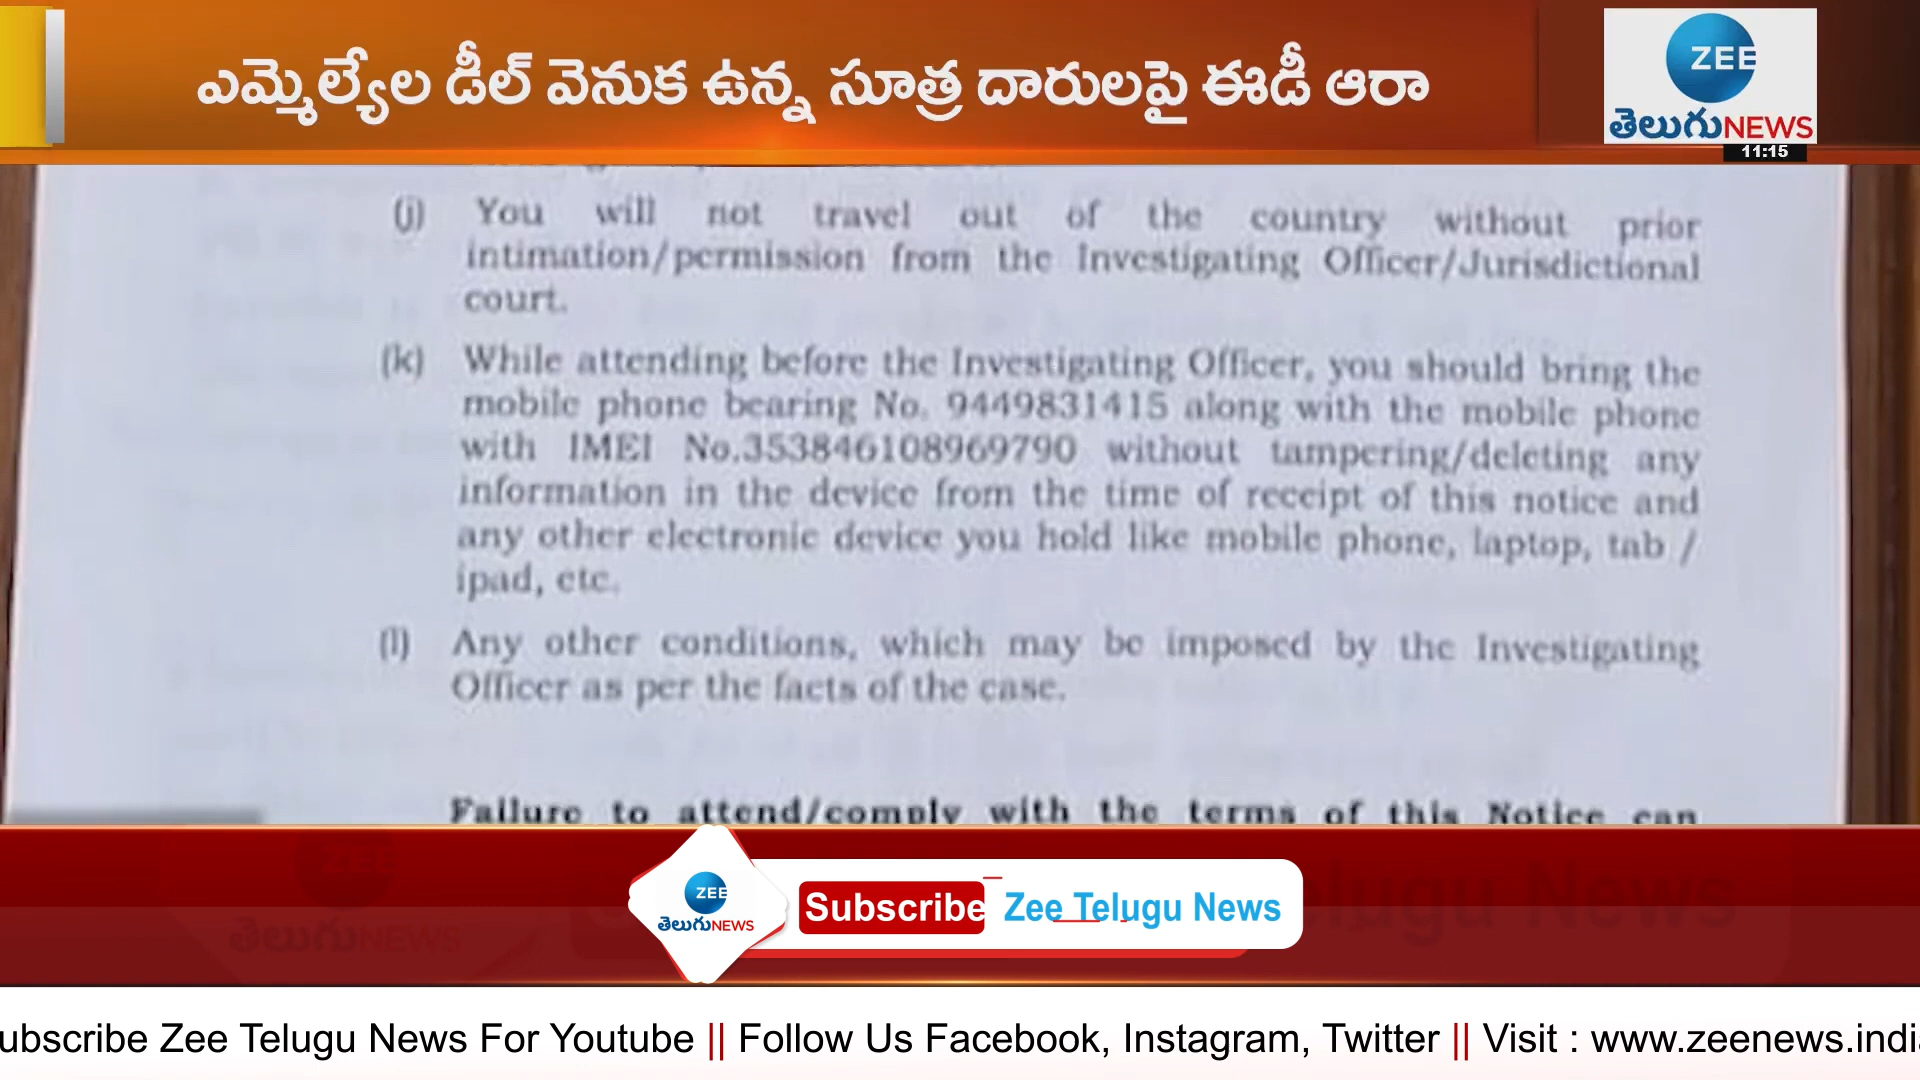 ఎమ్మెల్యేల డీల్ వెనుక ఉన్న సూత్ర దారులపై ఈడీ ఆరా
ZEE
తెలుగు NEWS
11:15
(j) You will not travel out of the country without prior
intimation/permission from the Investigating Officer/Jurisdictional
court.
(k) While attending before the Investigating Officer, you should bring the
mobile phone bearing No. 9449831415 along with the mobile phone
with IMEI No.353846108969790 without tampering/deleting any
information in the device from the time of receipt of this notice and
any other electronic device you hold like mobile phone, laptop, tab /
ipad, etc.
(l) Any other conditions, which may be imposed by the Investigating
Officer as per the facts of the case.
Failure to attend/comply with the terms of this Notice can
ZEE
తెలుగు NEWS
Subscribe Zee Telugu News
ubscribe Zee Telugu News For Youtube || Follow Us Facebook, Instagram, Twitter || Visit : www.zeenews.indi